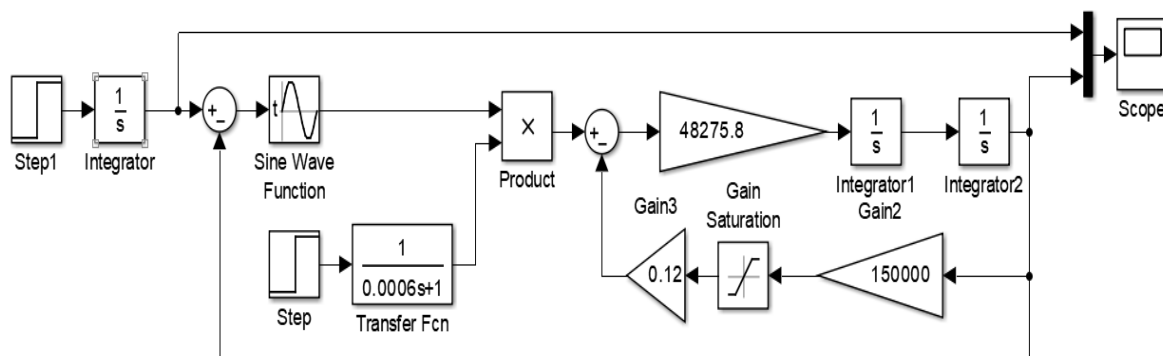 Step1
1
s
Integrator
+
-
t
Sine Wave
Function
Step
1
0.0006s+1
Transfer Fcn
×
Product
+
-
48275.8
Gain
1
s
Integrator1
1
s
Integrator2
Gain2
150000
Saturation
Gain3
0.12
Scope